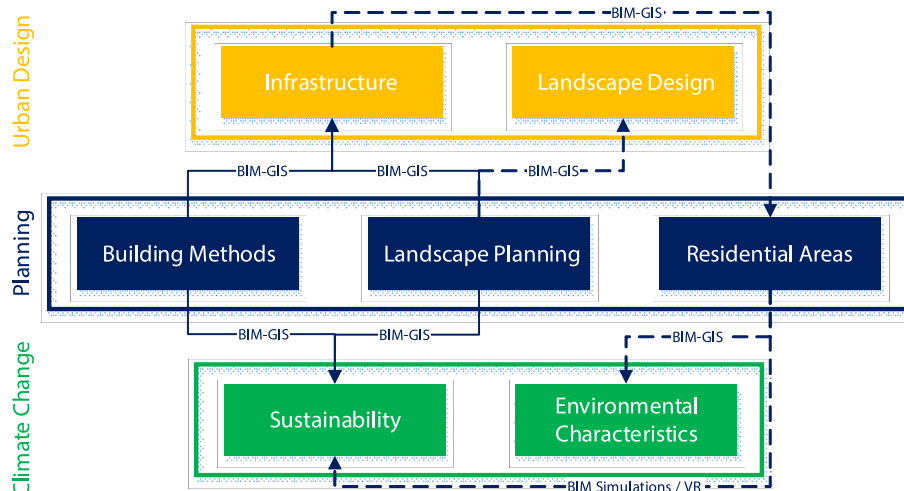 BIM-GIS
Urban Design
Infrastructure
Landscape Design
BIM-GIS
BIM-GIS
BIM-GIS
Planning
Building Methods
Landscape Planning
Residential Areas
BIM-GIS
BIM-GIS
BIM-GIS
Climate Change
Sustainability
Environmental
Characteristics
BIM Simulations / VR